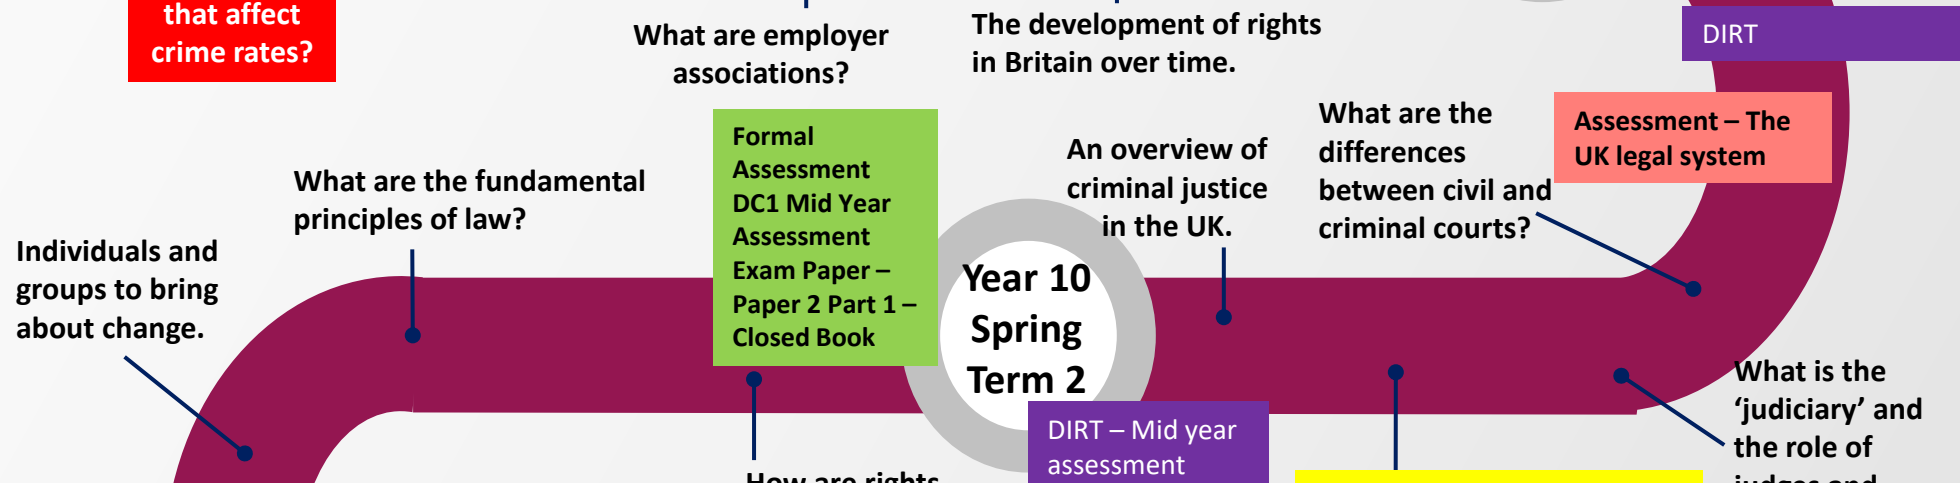 that affect
crime rates?
What are employer
associations?
The development of rights
in Britain over time.
DIRT
What are the
differences
between civil and
criminal courts?
Assessment – The
UK legal system
An overview of
criminal justice
in the UK.
Formal
Assessment
DC1 Mid Year
Assessment
Exam Paper –
Paper 2 Part 1 –
Closed Book
What are the fundamental
principles of law?
Individuals and
groups to bring
about change.
Year 10
Spring
Term 2
What is the
‘judiciary’ and
the role of
judges and
DIRT – Mid year
assessment
How are rights